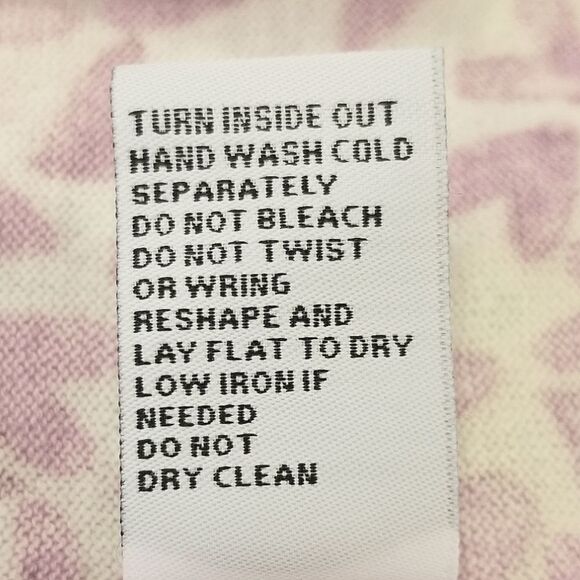 TURN INSIDE OUT
HAND WASH COLD
SEPARATELY
DO NOT BLEACH
DO NOT TWIST
OR WRING
RESHAPE AND
LAY FLAT TO DRY
LOW IRON IF
NEEDED
DO NOT
DRY CLEAN